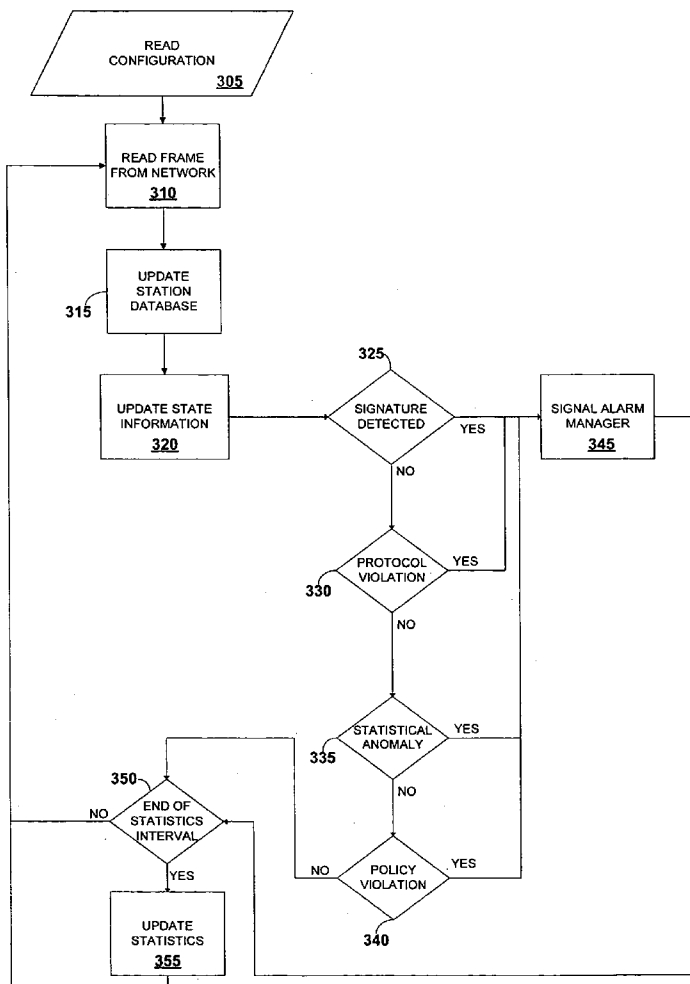 READ
CONFIGURATION
305
READ FRAME
FROM NETWORK
310
UPDATE
STATION
DATABASE
315
UPDATE STATE
INFORMATION
320
325
SIGNATURE
DETECTED
YES
NO
SIGNAL ALARM
MANAGER
345
PROTOCOL
VIOLATION
YES
330
NO
STATISTICAL
ANOMALY
YES
335
NO
350
END OF
STATISTICS
INTERVAL
NO
YES
POLICY
VIOLATION
NO
YES
340
UPDATE
STATISTICS
355